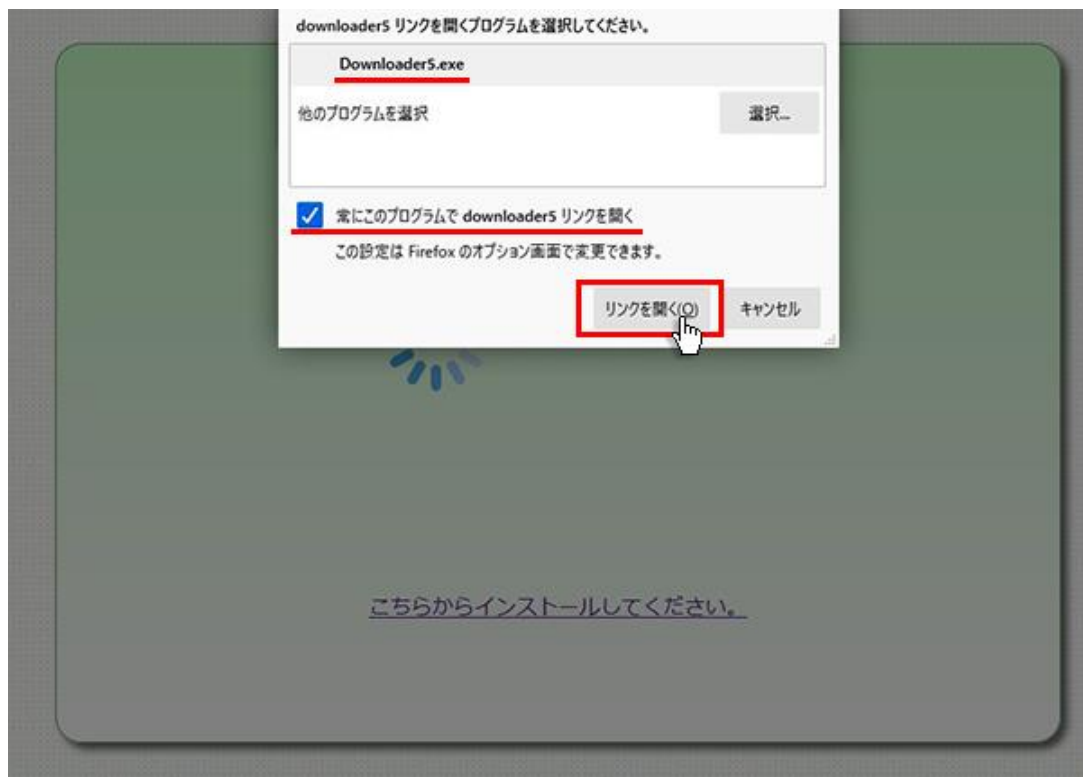 downloader5 リンクを開くプログラムを選択してください。
Downloader5.exe
他のプログラムを選択 選択...
常にこのプログラムで downloader5 リンクを開く
この設定は Firefox のオプション画面で変更できます。
リンクを開く(O) キャンセル
こちらからインストールしてください。